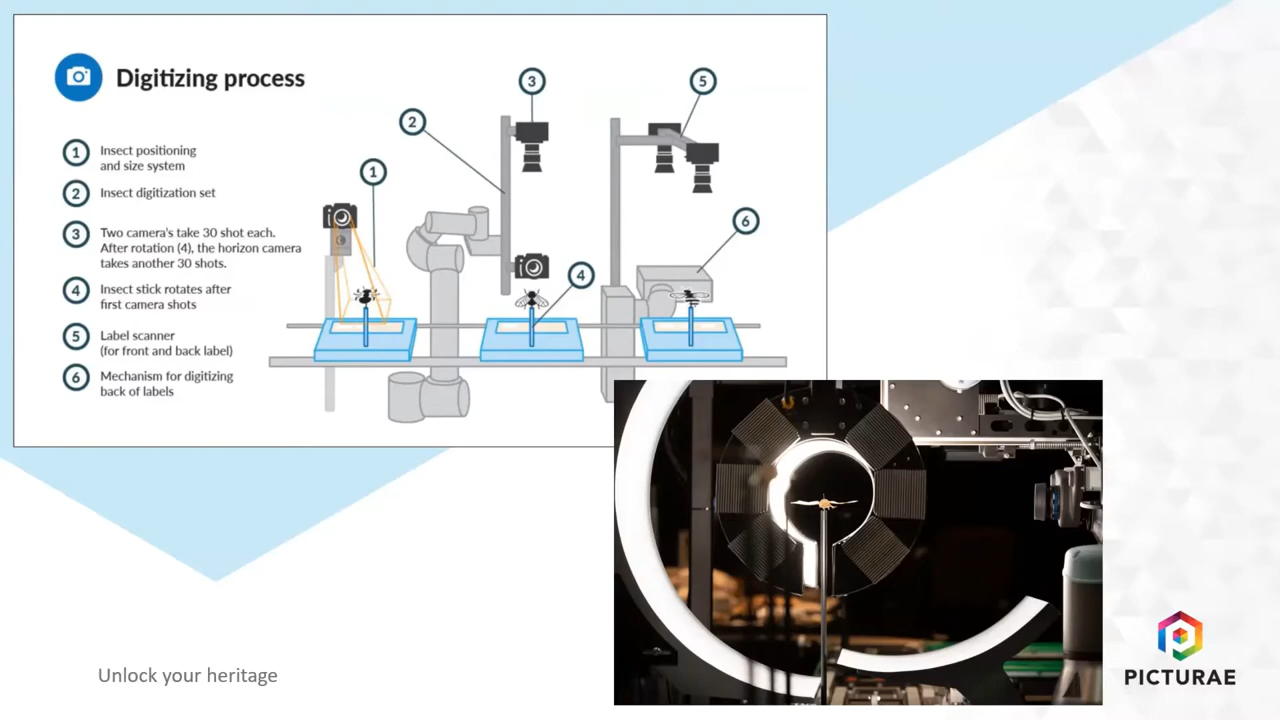 Digitizing process
1 Insect positioning
and size system
2 Insect digitization set
3 Two camera's take 30 shot each.
After rotation (4), the horizon camera
takes another 30 shots.
4 Insect stick rotates after
first camera shots
5 Label scanner
(for front and back label)
6 Mechanism for digitizing
back of labels
1
2
3
4
5
6
Unlock your heritage
PICTURAE